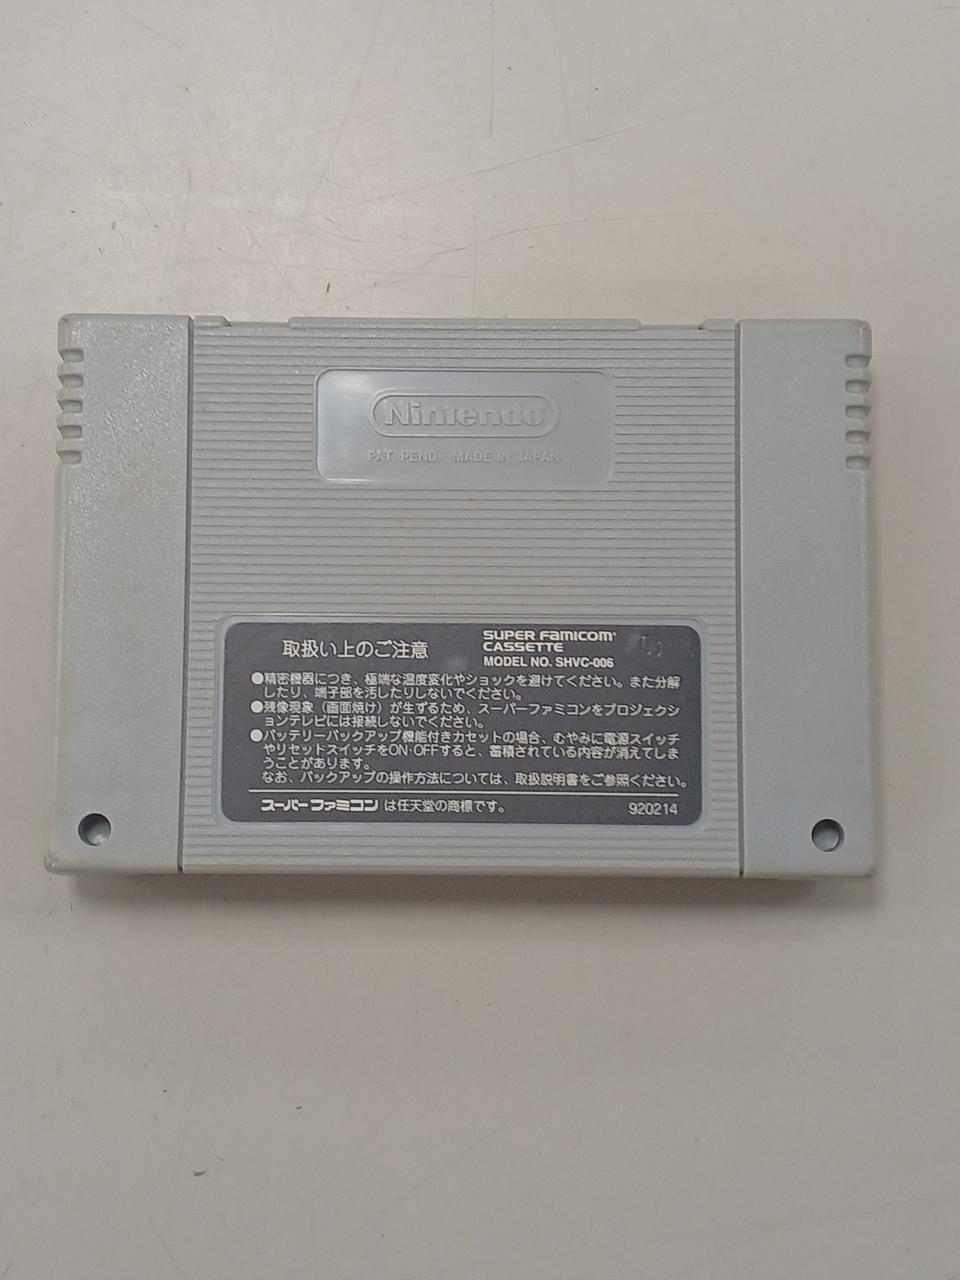 Nintendo
PAT. PEND. MADE IN JAPAN
取扱い上のご注意
SUPER FAMICOM
CASSETTE
MODEL NO. SHVC-006
●精密機器につき、極端な温度変化やショックを避けてください。また分解
したり、端子部を汚したりしないでください。
●残像現象（画面焼け）が生ずるため、スーパーファミコンをプロジェクシ
ョンテレビには接続しないでください。
●バッテリーバックアップ機能付きカセットの場合、むやみに電源スイッチ
やリセットスイッチをON・OFFすると、蓄積されている内容が消えてしま
うことがあります。
なお、バックアップの操作方法については、取扱説明書をご参照ください。
スーパーファミコン は任天堂の商標です。
920214